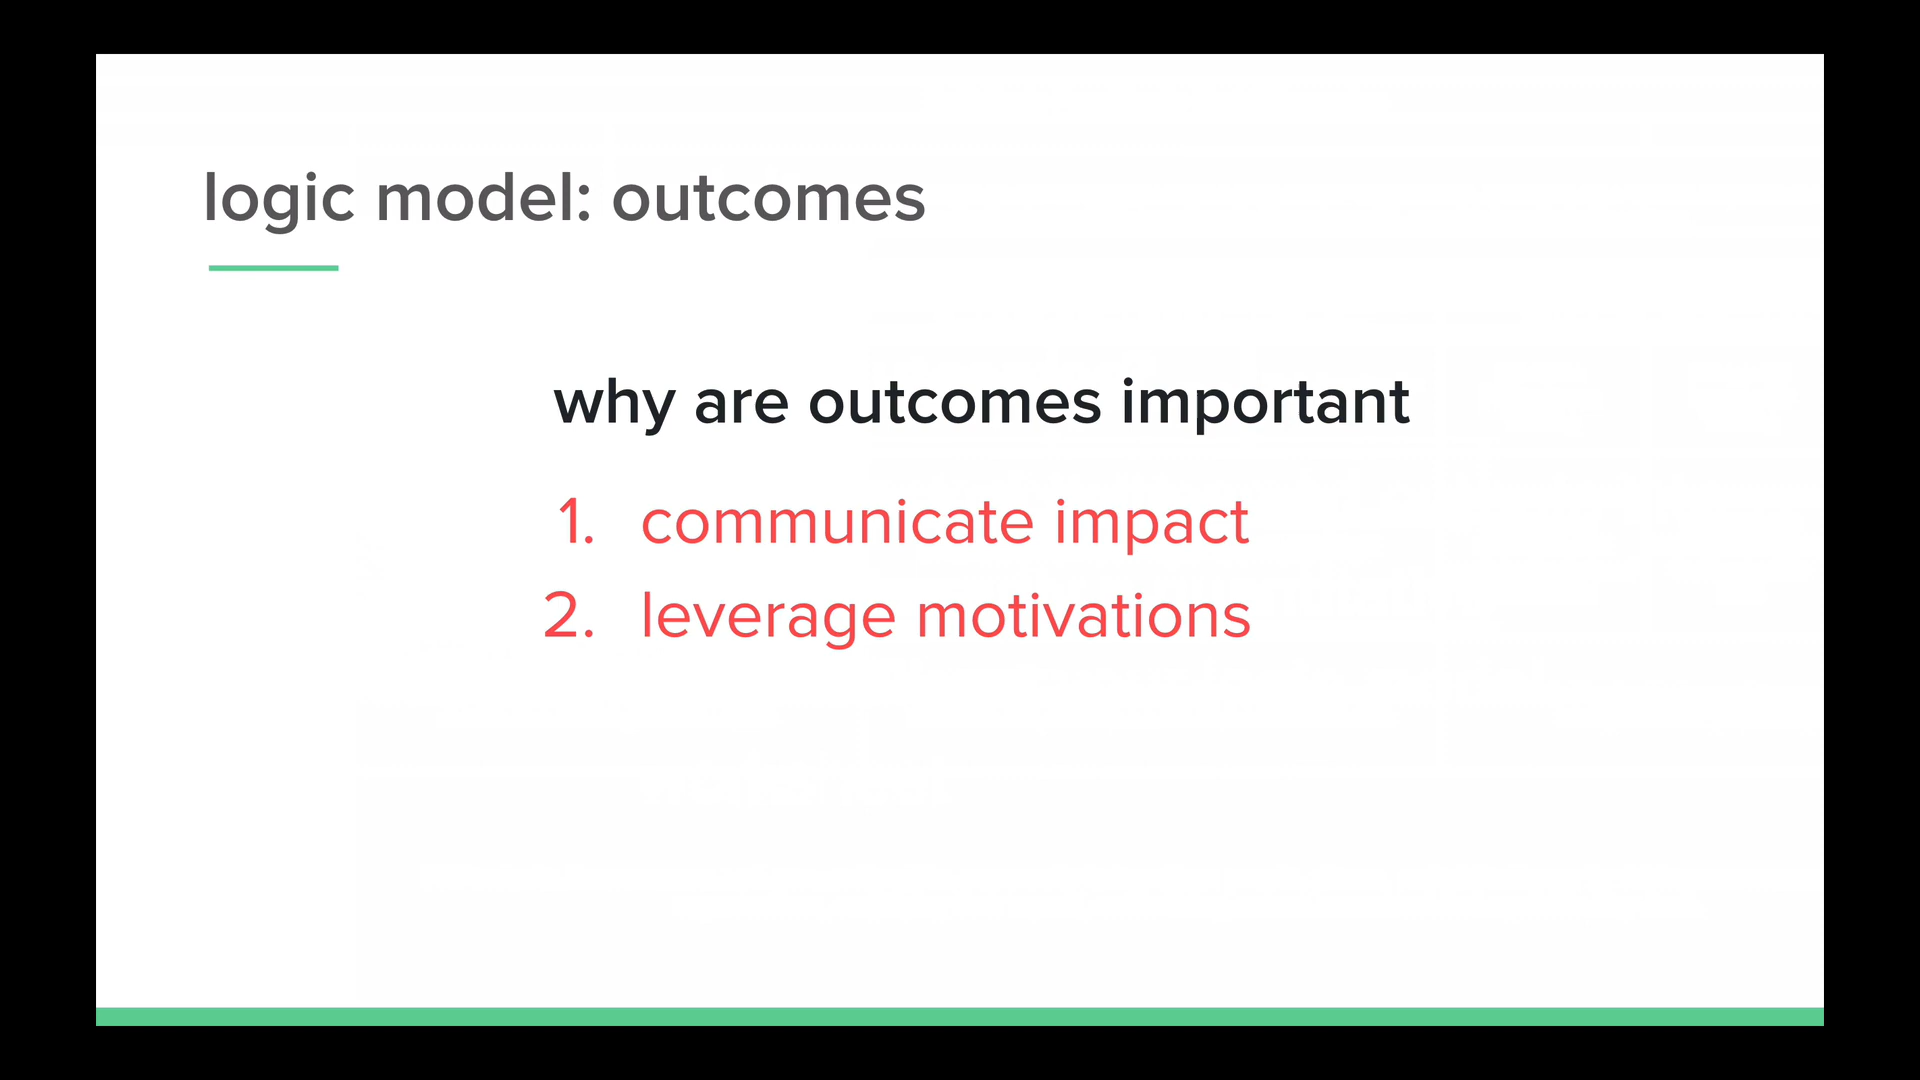 logic model: outcomes
why are outcomes important
1. communicate impact
2. leverage motivations